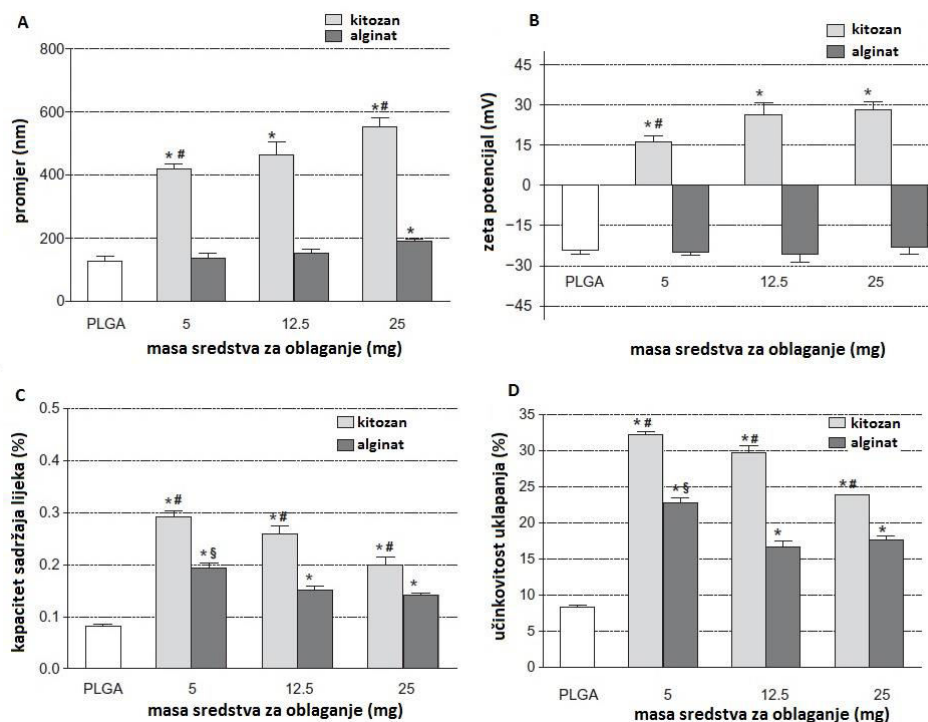 A
kitozan
alginat
800
600
400
200
0
promjer (nm)
*#
*
*#
*
PLGA 5 12.5 25
masa sredstva za oblaganje (mg)
B
kitozan
alginat
45
30
15
0
−15
−30
−45
zeta potencijal (mV)
*#
*
*
PLGA 5 12.5 25
masa sredstva za oblaganje (mg)
C
kitozan
alginat
0.5
0.4
0.3
0.2
0.1
0.0
kapacitet sadržaja lijeka (%)
*#
*§
*#
*
*#
*
PLGA 5 12.5 25
masa sredstva za oblaganje (mg)
D
kitozan
alginat
35
30
25
20
15
10
5
0
učinkovitost uklapanja (%)
*#
*§
*#
*
*#
*
PLGA 5 12.5 25
masa sredstva za oblaganje (mg)